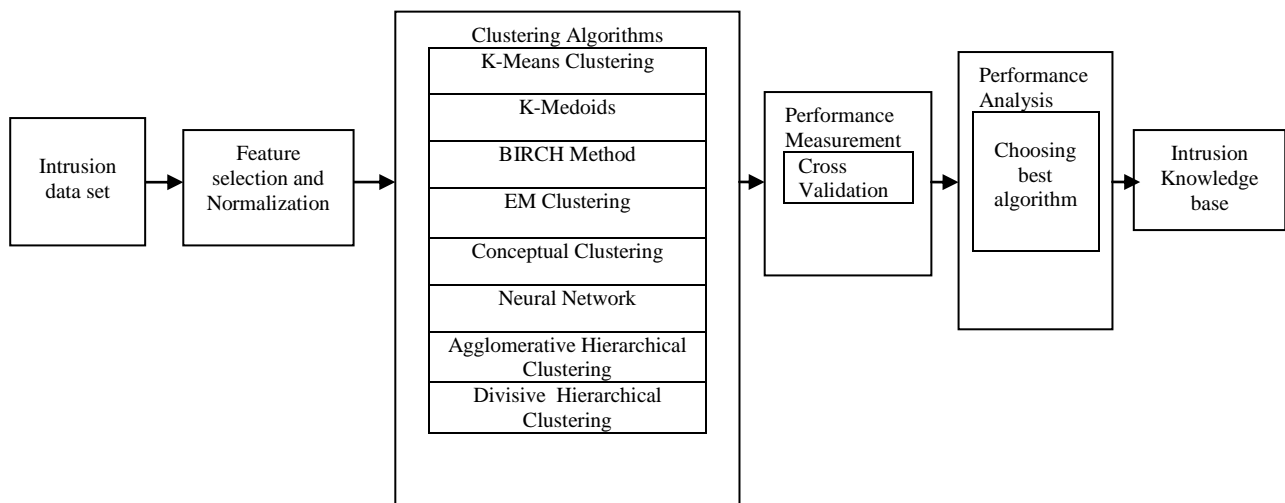 Intrusion
data set
Feature
selection and
Normalization
Clustering Algorithms
K-Means Clustering
K-Medoids
BIRCH Method
EM Clustering
Conceptual Clustering
Neural Network
Agglomerative Hierarchical
Clustering
Divisive Hierarchical
Clustering
Performance
Measurement
Cross
Validation
Performance
Analysis
Choosing
best
algorithm
Intrusion
Knowledge
base